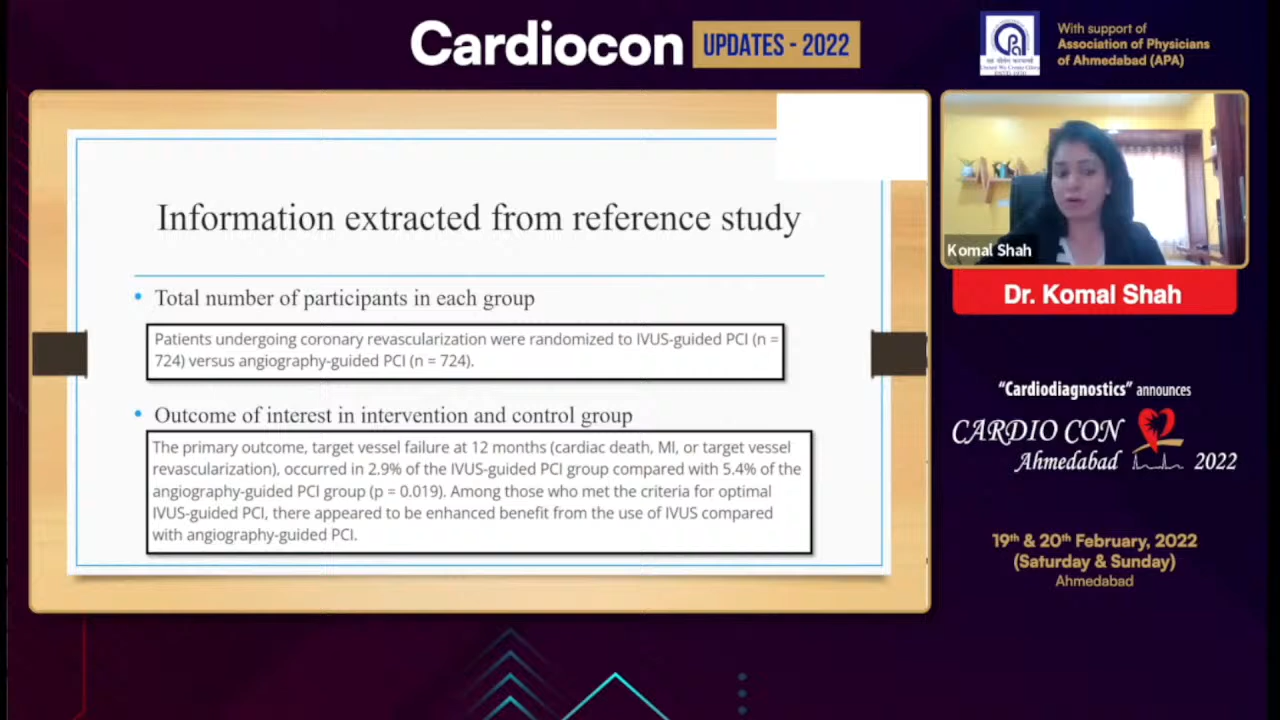 Cardiocon
UPDATES - 2022
With support of
Association of Physicians
of Ahmedabad (APA)
Information extracted from reference study
• Total number of participants in each group
Patients undergoing coronary revascularization were randomized to IVUS-guided PCI (n =
724) versus angiography-guided PCI (n = 724).
• Outcome of interest in intervention and control group
The primary outcome, target vessel failure at 12 months (cardiac death, MI, or target vessel
revascularization), occurred in 2.9% of the IVUS-guided PCI group compared with 5.4% of the
angiography-guided PCI group (p = 0.019). Among those who met the criteria for optimal
IVUS-guided PCI, there appeared to be enhanced benefit from the use of IVUS compared
with angiography-guided PCI.
Komal Shah
Dr. Komal Shah
“Cardiodiagnostics” announces
CARDIO CON
Ahmedabad 2022
19th & 20th February, 2022
(Saturday & Sunday)
Ahmedabad